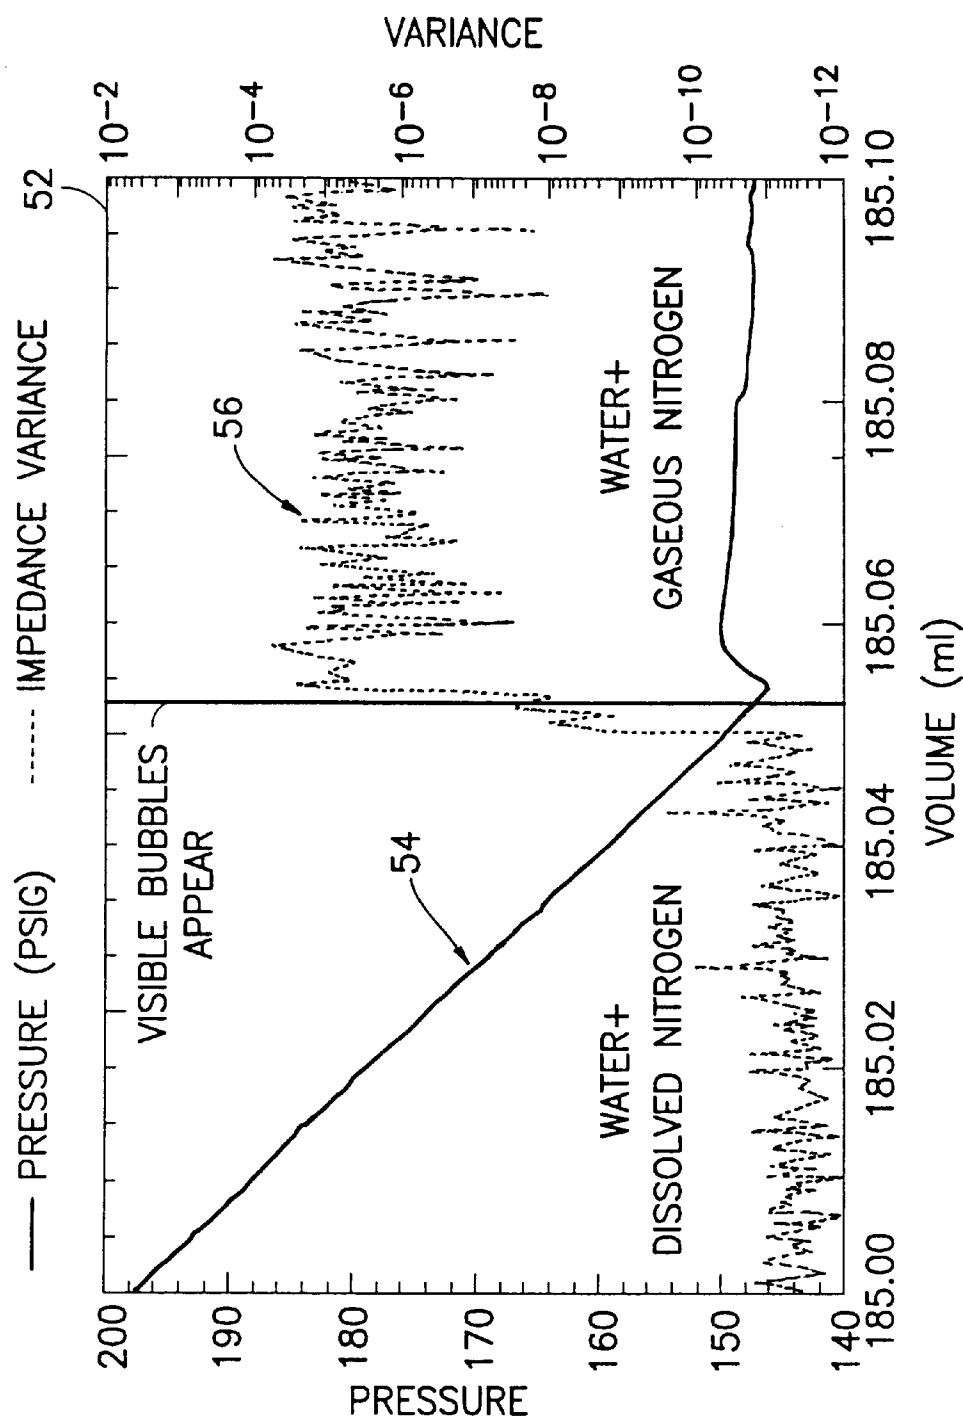 — PRESSURE (PSIG) ----- IMPEDANCE VARIANCE
52
VISIBLE BUBBLES
APPEAR
54
56
WATER+
DISSOLVED NITROGEN
WATER+
GASEOUS NITROGEN
PRESSURE
200
190
180
170
160
150
140
VARIANCE
10-2
10-4
10-6
10-8
10-10
10-12
185.00
185.02
185.04
185.06
185.08
185.10
VOLUME (ml)